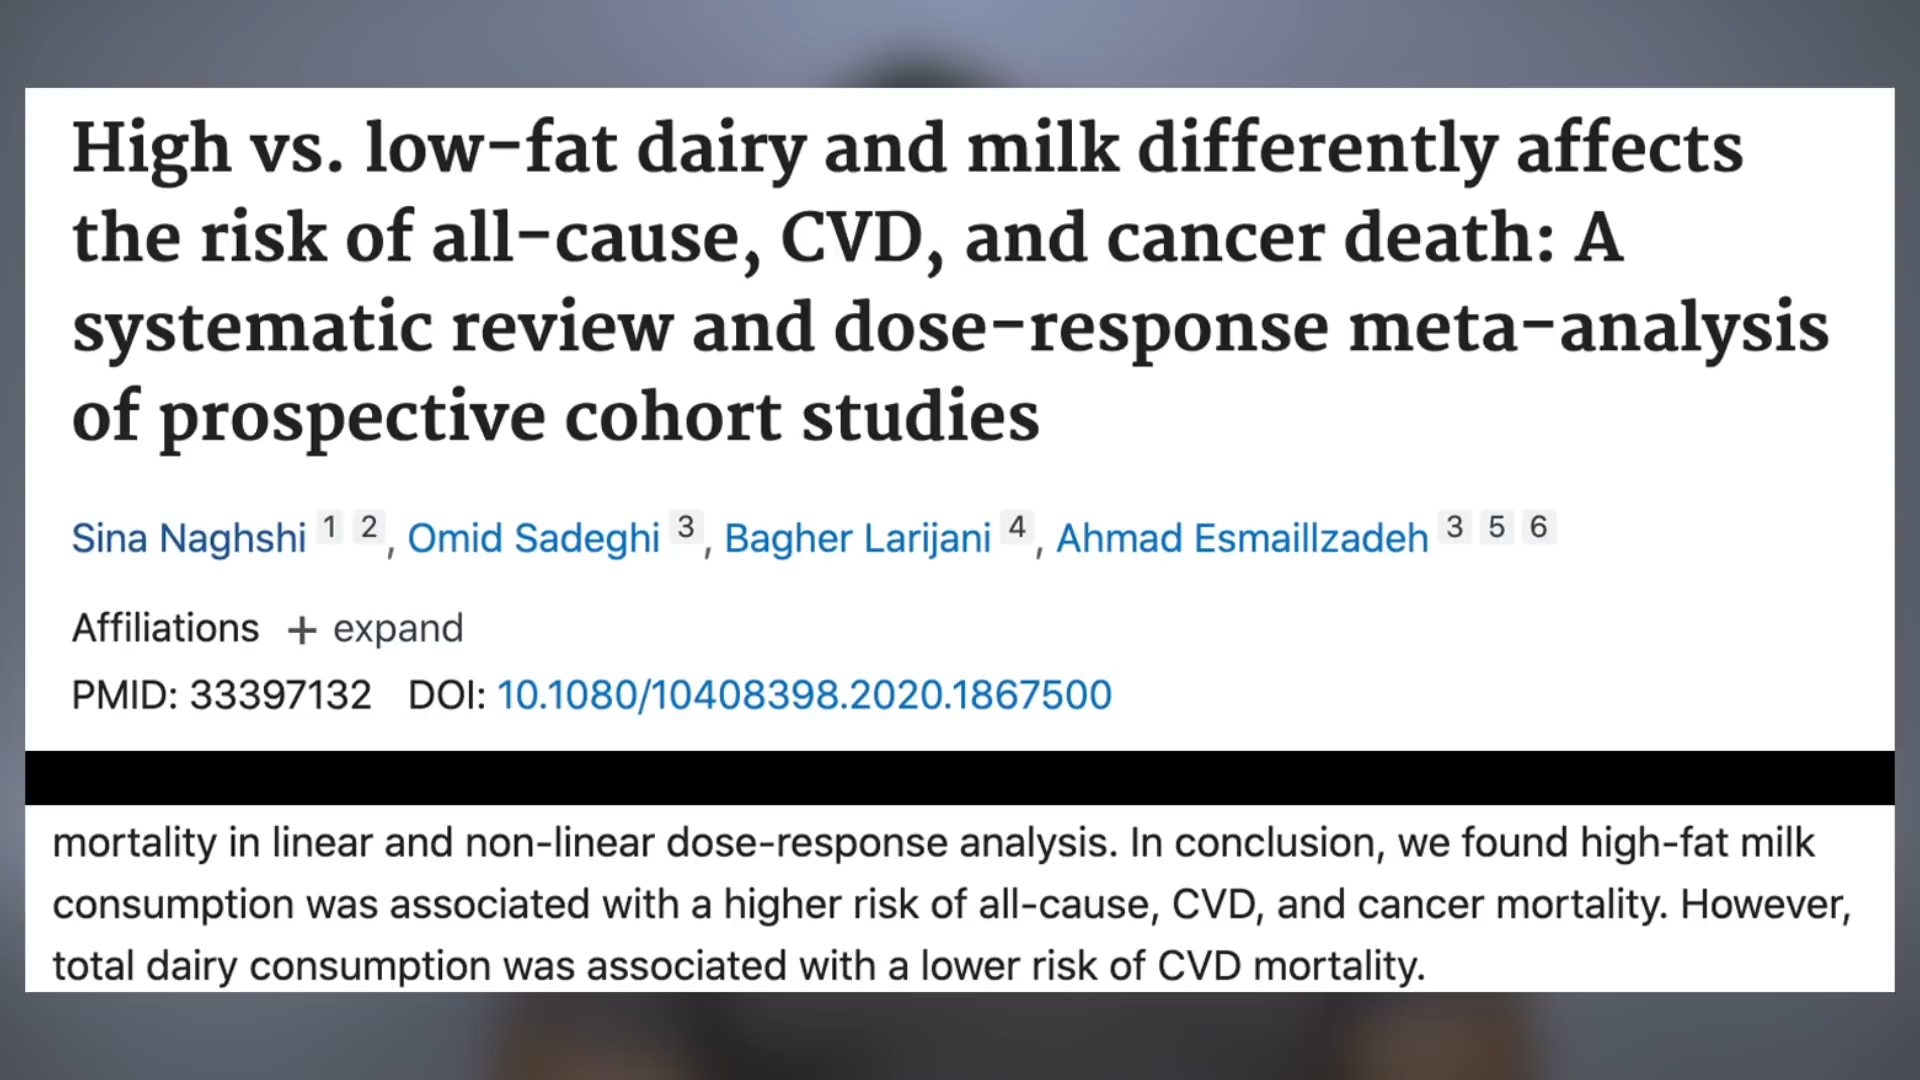 High vs. low-fat dairy and milk differently affects
the risk of all-cause, CVD, and cancer death: A
systematic review and dose-response meta-analysis
of prospective cohort studies
Sina Naghshi 1 2 , Omid Sadeghi 3 , Bagher Larijani 4 , Ahmad Esmaillzadeh 3 5 6
Affiliations + expand
PMID: 33397132 DOI: 10.1080/10408398.2020.1867500
mortality in linear and non-linear dose-response analysis. In conclusion, we found high-fat milk
consumption was associated with a higher risk of all-cause, CVD, and cancer mortality. However,
total dairy consumption was associated with a lower risk of CVD mortality.